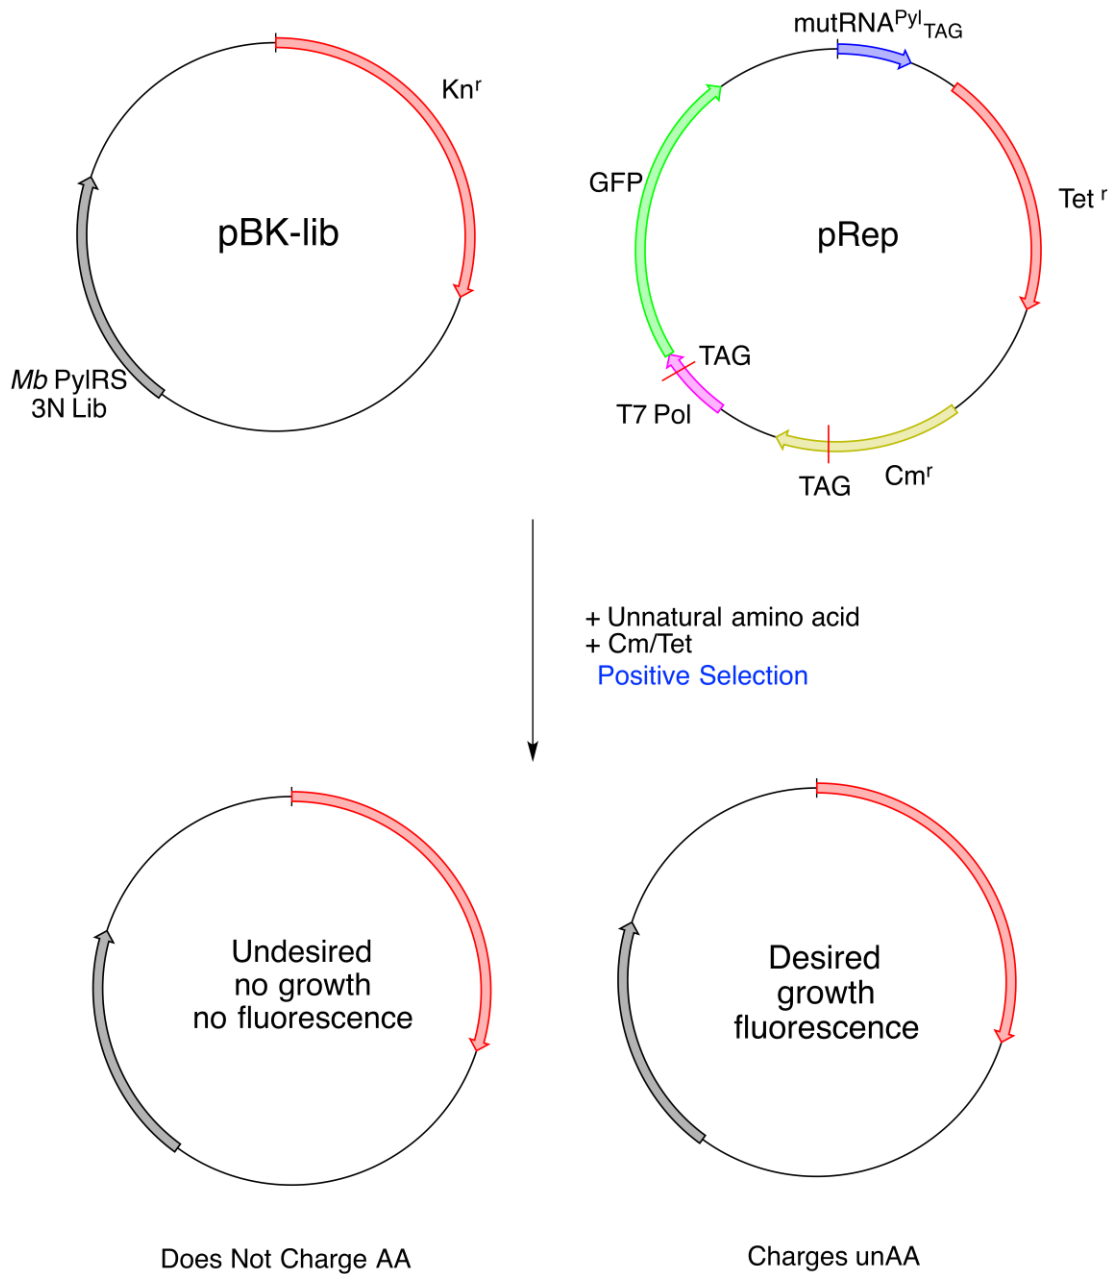 mutRNAᴾʸˡTAG
Knʳ
GFP
Tet ʳ
pBK-lib
pRep
TAG
Mb PylRS
3N Lib
T7 Pol
Cmʳ
TAG
+ Unnatural amino acid
+ Cm/Tet
Positive Selection
Undesired
no growth
no fluorescence
Desired
growth
fluorescence
Does Not Charge AA
Charges unAA